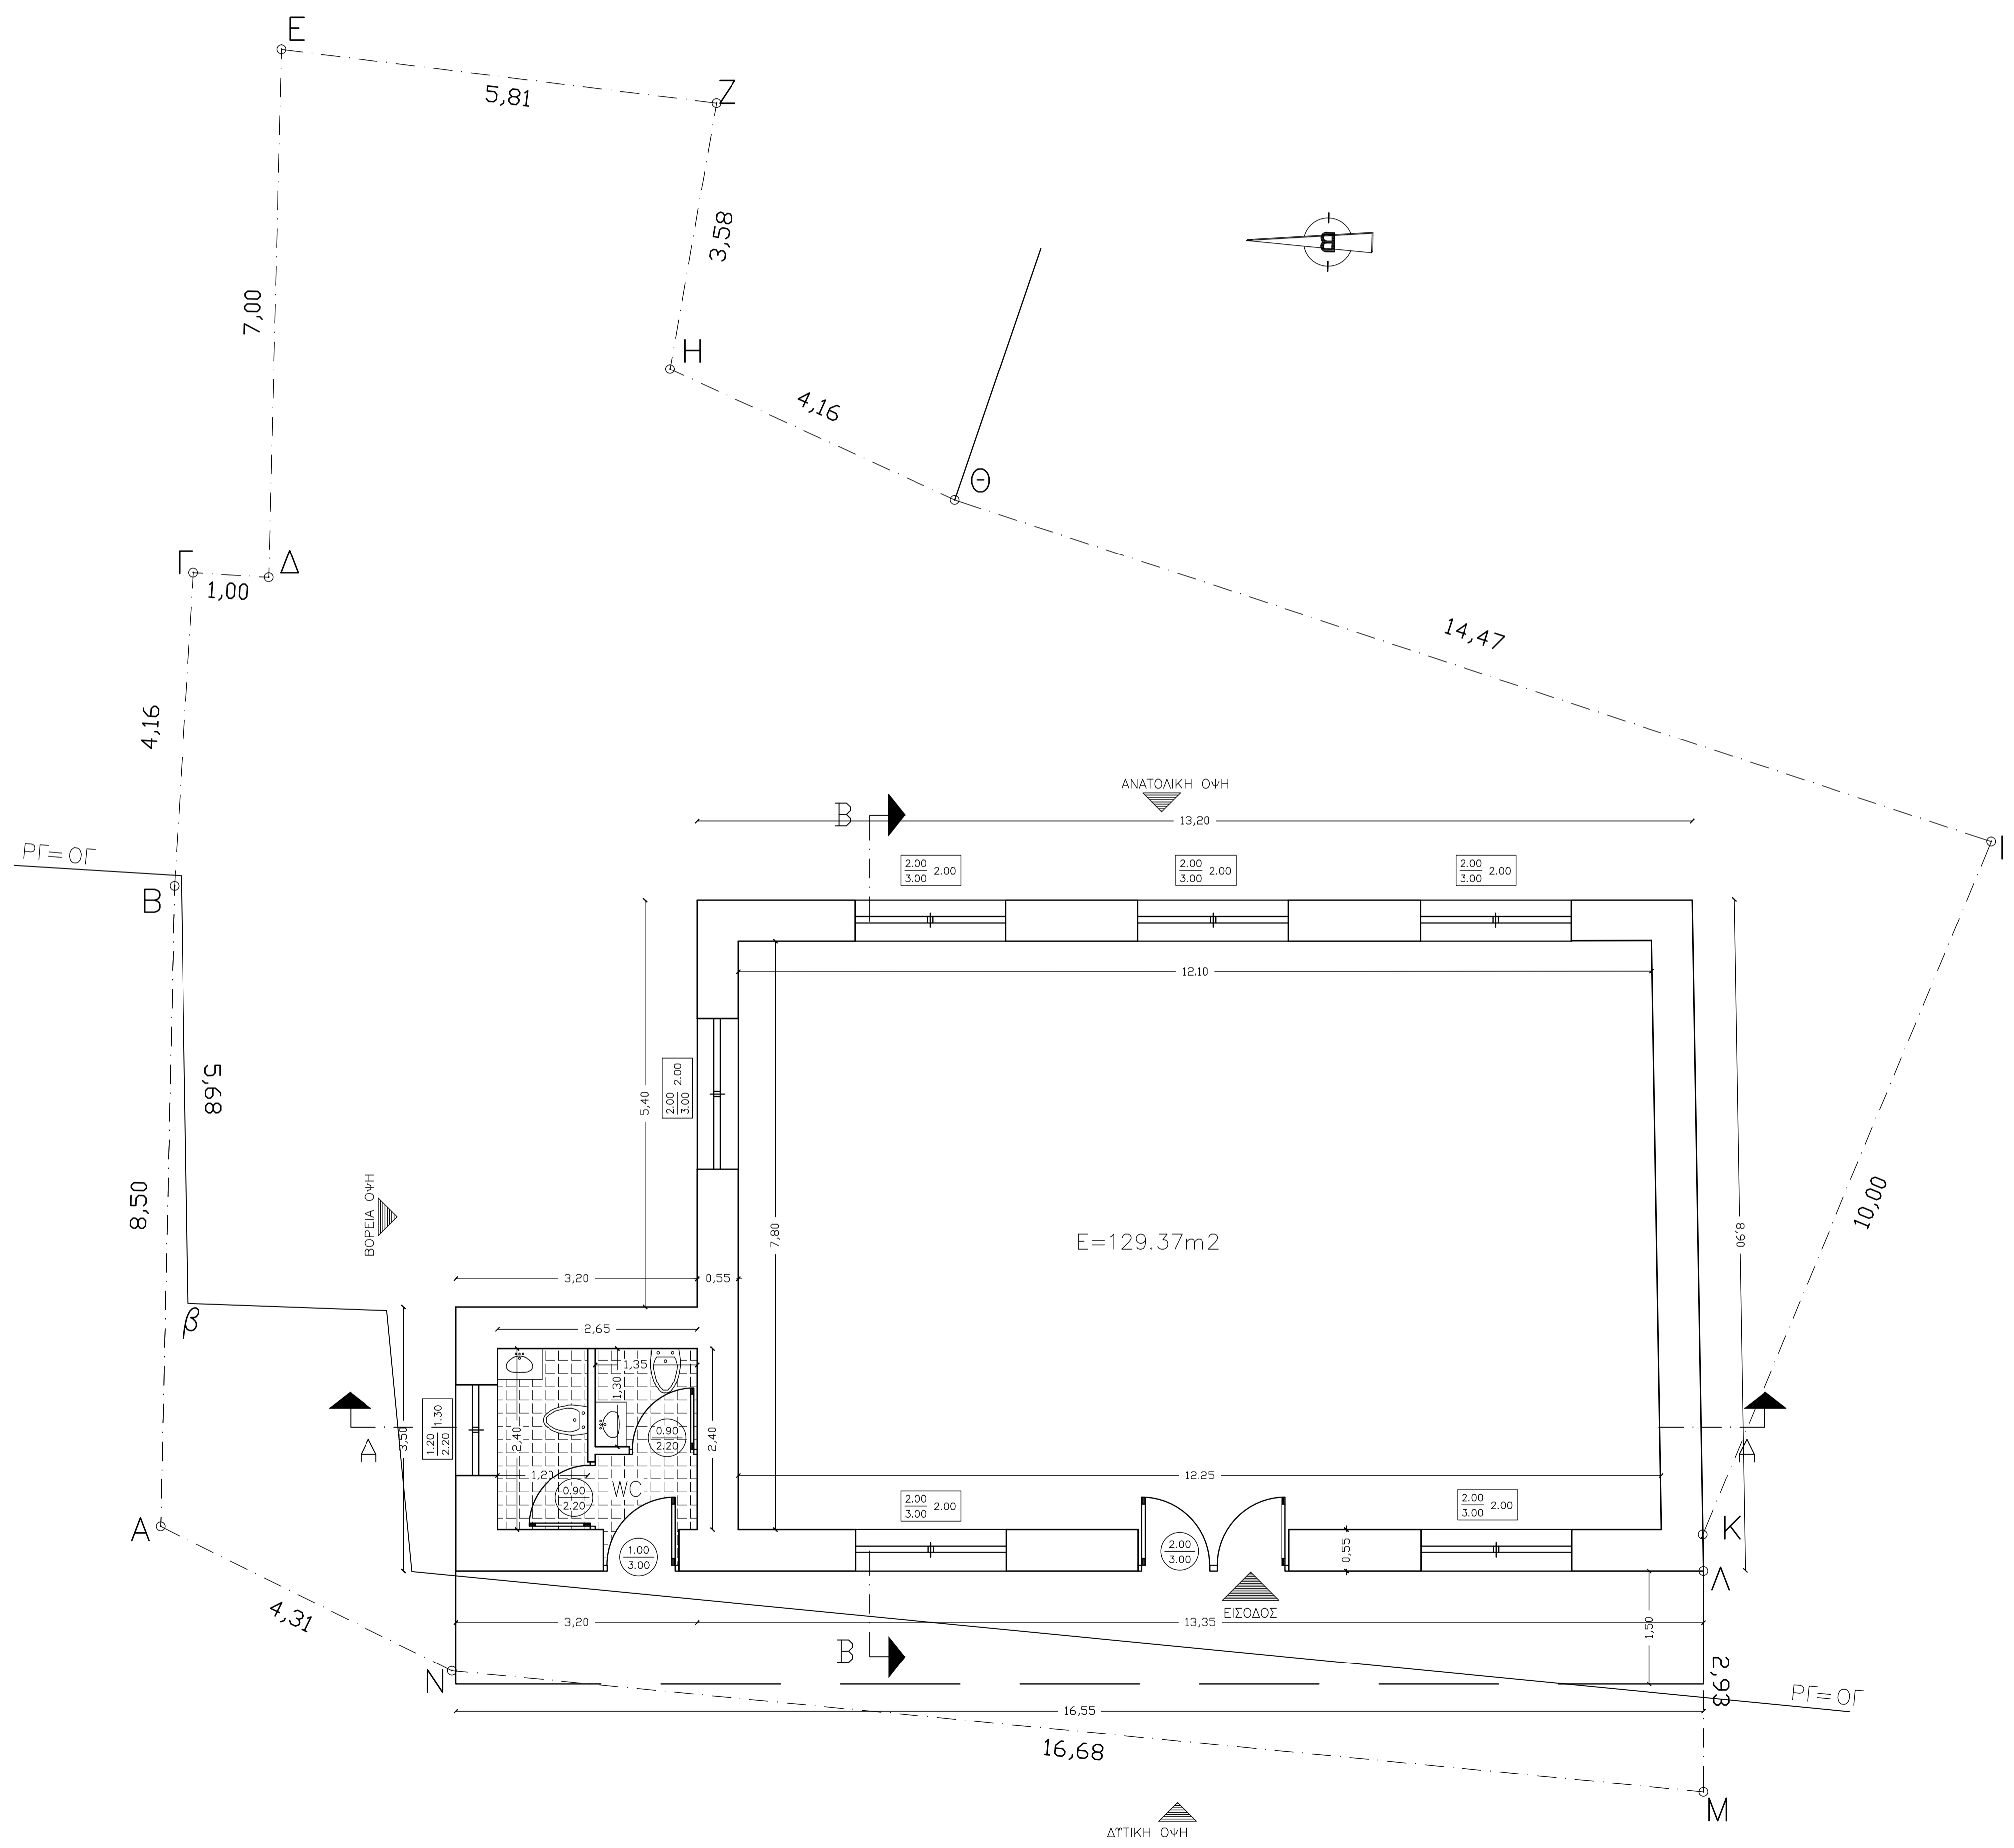 E
Z
5,81
3,58
7,00
B
H
4,16
Θ
Γ
Δ
1,00
14,47
4,16
ΑΝΑΤΟΛΙΚΗ ΟΨΗ
B
13,20
ΡΓ=ΟΓ
I
B
2.00
3.00 2.00
2.00
3.00 2.00
2.00
3.00 2.00
12.10
5,68
2.00
3.00 2.00
5,40
8,50
ΒΟΡΕΙΑ ΟΨΗ
7,80
E=129.37m2
8,90
10,00
3,20
0,55
β
2,65
1,35
1,30
3,50
A
1.20
2.20 1.30
2,40
0.90
2.20
2,40
A
1,20
WC
12.25
0.90
2.20
2.00
3.00 2.00
2.00
3.00 2.00
A
K
1.00
3.00
2.00
3.00
0,55
Λ
ΕΙΣΟΔΟΣ
4,31
3,20
13,35
1,50
B
N
2,93
ΡΓ=ΟΓ
16,55
16,68
M
ΔΥΤΙΚΗ ΟΨΗ